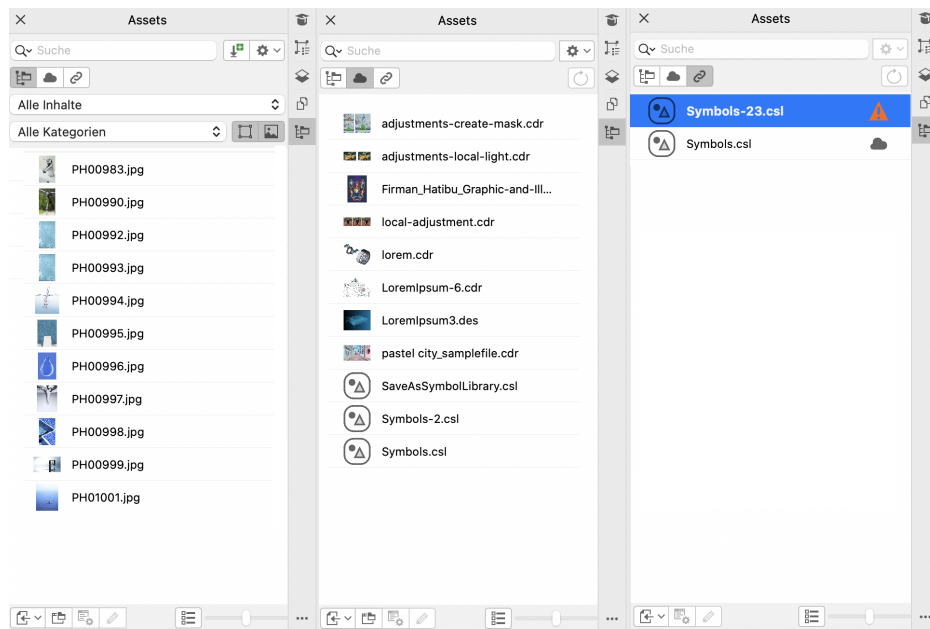 Assets
Suche
Alle Inhalte
Alle Kategorien
PH00983.jpg
PH00990.jpg
PH00992.jpg
PH00993.jpg
PH00994.jpg
PH00995.jpg
PH00996.jpg
PH00997.jpg
PH00998.jpg
PH00999.jpg
PH01001.jpg
Assets
Suche
adjustments-create-mask.cdr
adjustments-local-light.cdr
Firman_Hatibu_Graphic-and-Ill...
local-adjustment.cdr
lorem.cdr
LoremIpsum-6.cdr
LoremIpsum3.des
pastel city_samplefile.cdr
SaveAsSymbolLibrary.csl
Symbols-2.csl
Symbols.csl
Assets
Suche
Symbols-23.csl
Symbols.csl